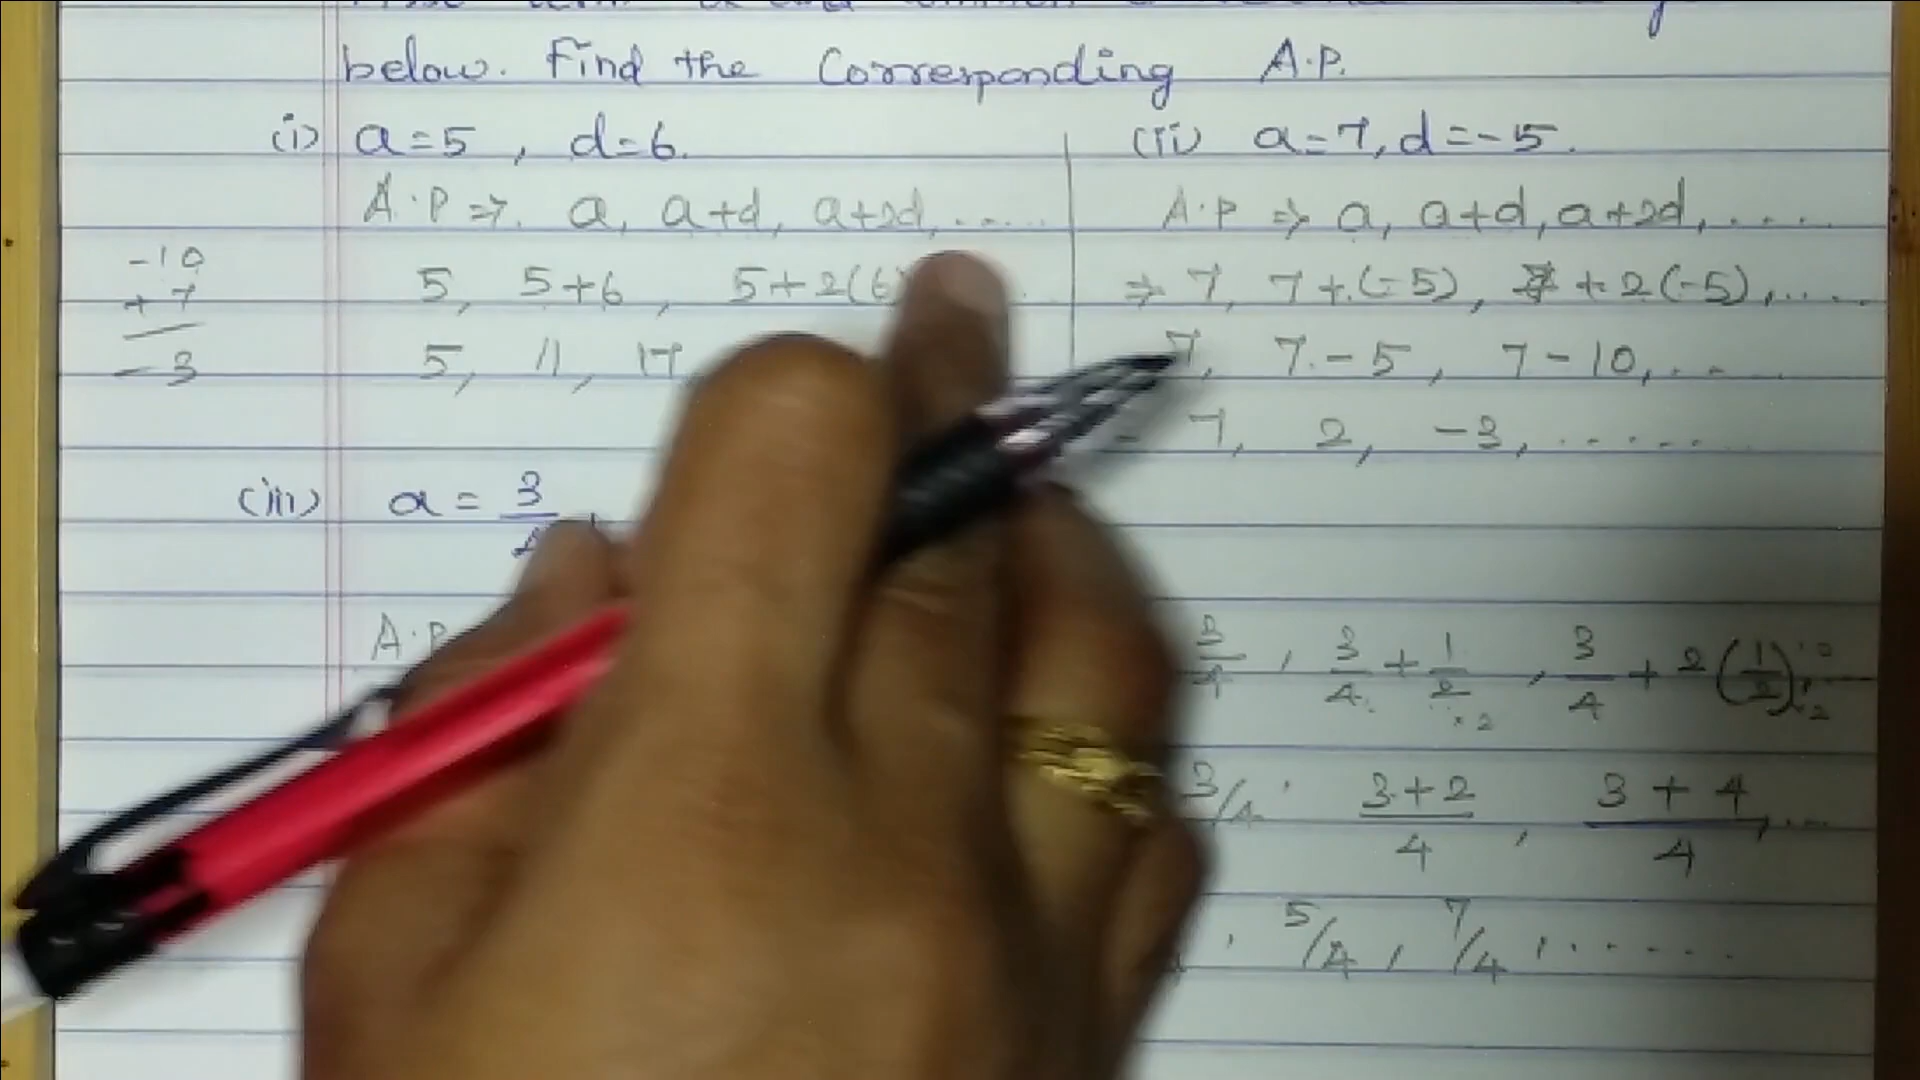 below. Find the Corresponding A.P.
(i) a=5, d=6.
A.P ⇒ a, a+d, a+2d, .....
5, 5+6, 5+2(6)
5, 11, 17
-10
+7
-3
(ii) a=7, d=-5.
A.P ⇒ a, a+d, a+2d, ....
⇒ 7, 7+(-5), 7+2(-5), ....
7, 7-5, 7-10, ...
= 7, 2, -3, ......
(iii) a = 3
A.P
3/4, 3/4 + 1/2, 3/4 + 2(1/2)
3/4, 3+2/4, 3+4/4, ...
, 5/4, 7/4, ......